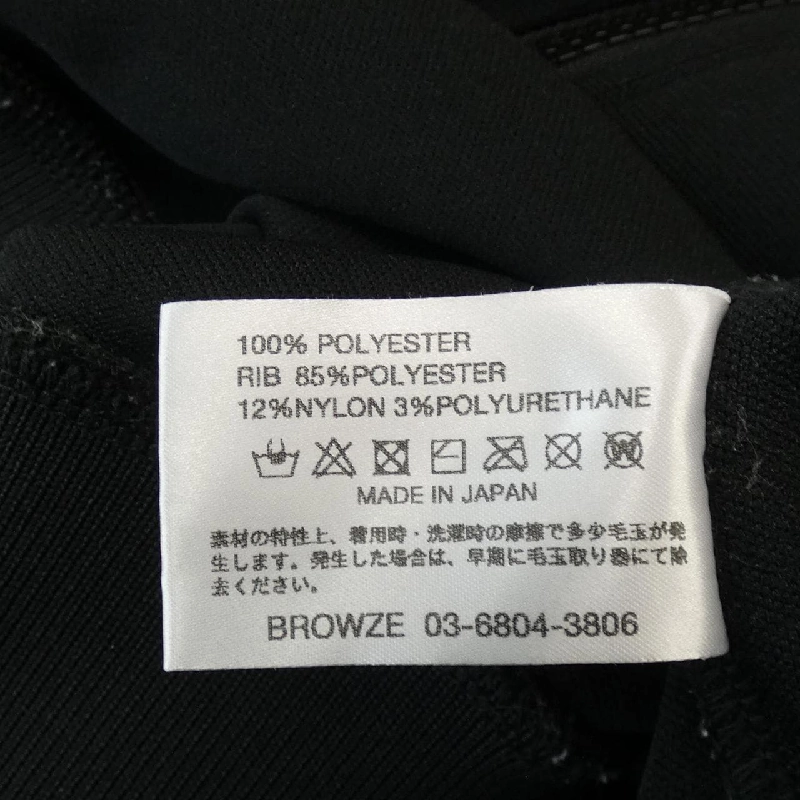 100% POLYESTER
RIB 85%POLYESTER
12%NYLON 3%POLYURETHANE
MADE IN JAPAN
素材の特性上、着用時・洗濯時の摩擦で多少毛玉が発
生します。発生した場合は、早期に毛玉取り器にて除
去ください。
BROWZE 03-6804-3806